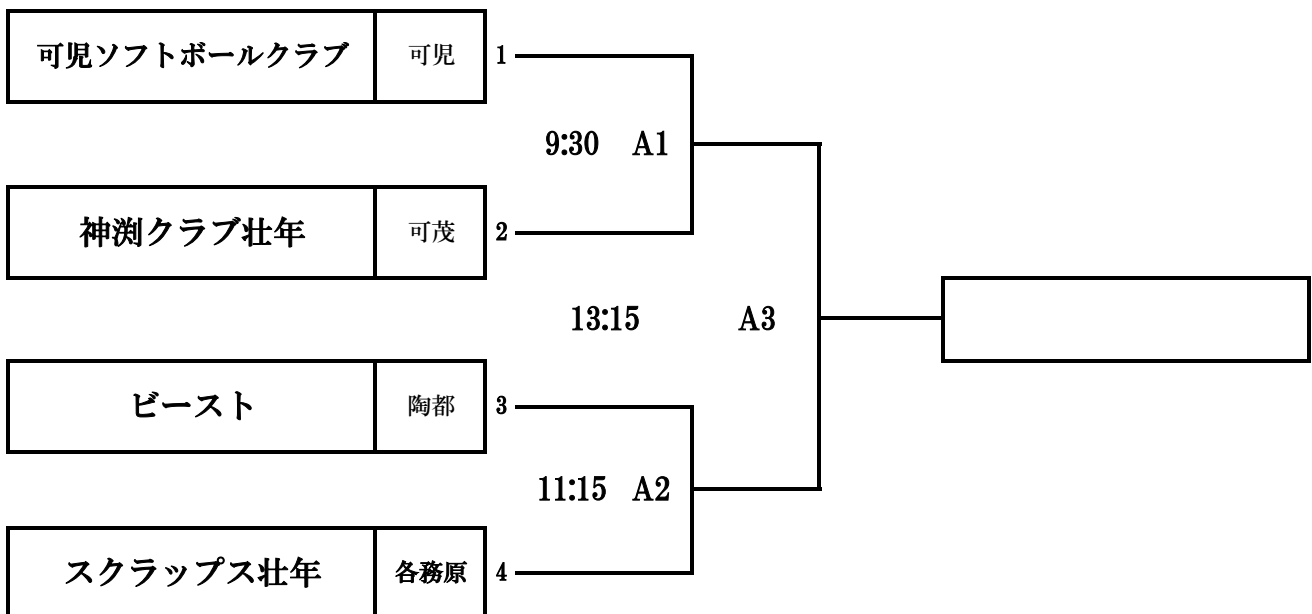 可児ソフトボールクラブ 可児 1
9:30 A1
神渕クラブ壮年 可茂 2
13:15 A3
ビースト 陶都 3
11:15 A2
スクラップス壮年 各務原 4